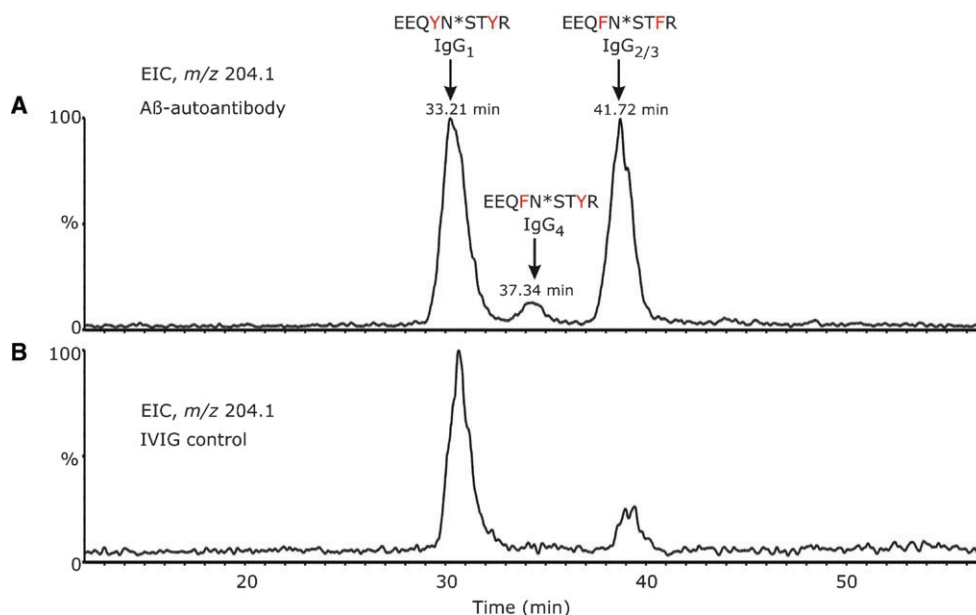 EEQYN*STYR
IgG1
EEQFN*STFR
IgG2/3
EIC, m/z 204.1
A
Aß-autoantibody
100
33.21 min
41.72 min
EEQFN*STYR
IgG4
%
37.34 min
0
B
100
EIC, m/z 204.1
IVIG control
%
0
20
30
40
50
Time (min)